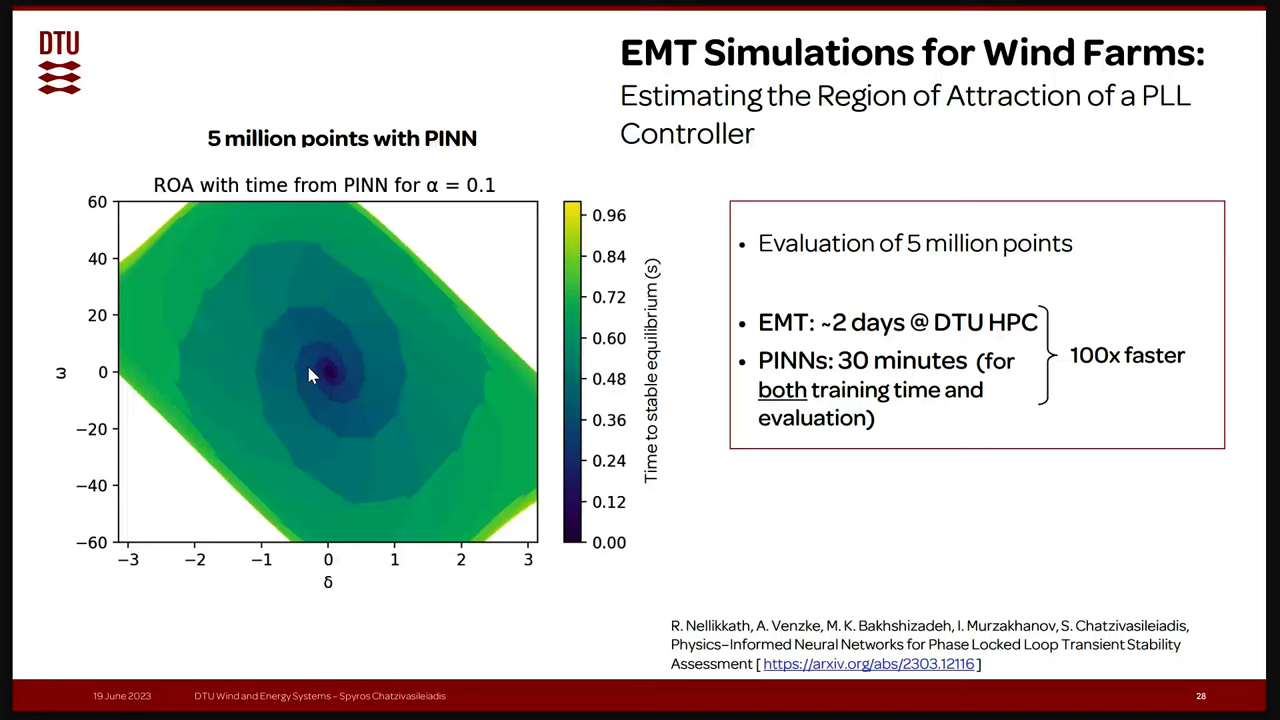 DTU
EMT Simulations for Wind Farms:
Estimating the Region of Attraction of a PLL
Controller
5 million points with PINN
ROA with time from PINN for α = 0.1
60
40
20
0
−20
−40
−60
ω
−3
−2
−1
0
1
2
3
δ
0.96
0.84
0.72
0.60
0.48
0.36
0.24
0.12
0.00
Time to stable equilibrium (s)
• Evaluation of 5 million points
• EMT: ~2 days @ DTU HPC
• PINNs: 30 minutes (for
both training time and
evaluation)
100x faster
R. Nellikkath, A. Venzke, M. K. Bakhshizadeh, I. Murzakhanov, S. Chatzivasileiadis,
Physics-Informed Neural Networks for Phase Locked Loop Transient Stability
Assessment [ https://arxiv.org/abs/2303.12116 ]
19 June 2023
DTU Wind and Energy Systems – Spyros Chatzivasileiadis
28